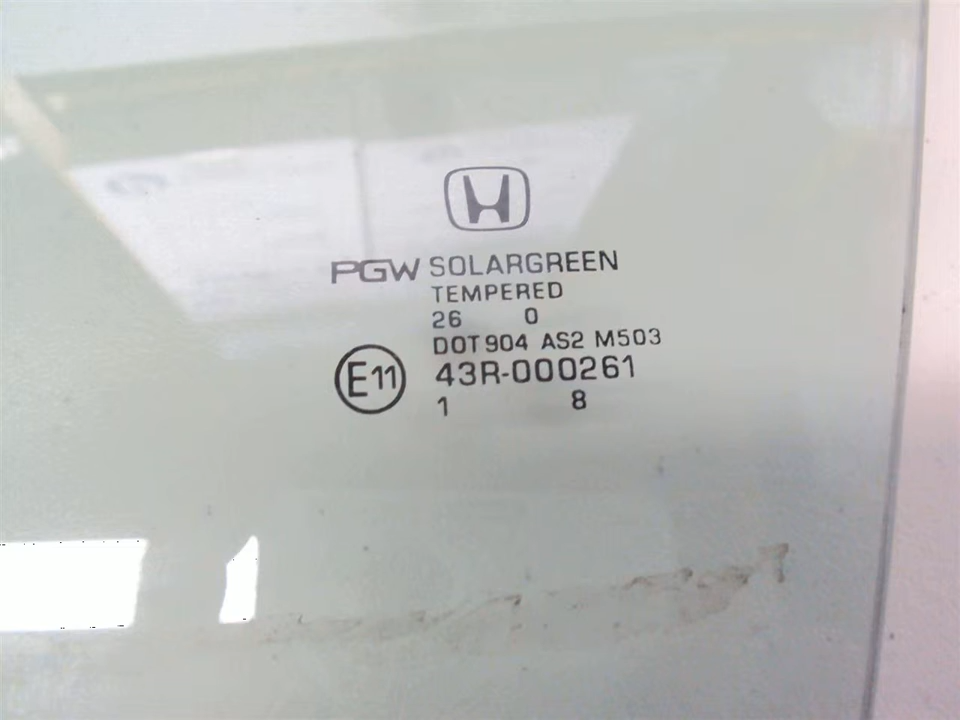 PGW SOLARGREEN
TEMPERED
26 0
DOT904 AS2 M503
E11 43R-000261
1 8